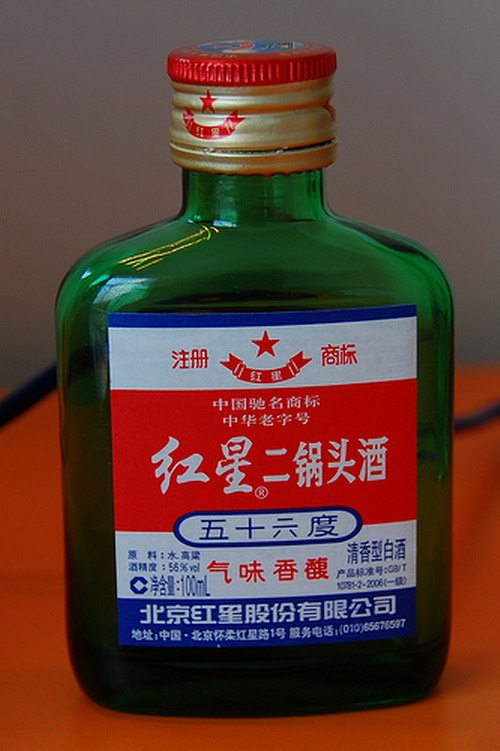 红星
注册 商标
红星
中国驰名商标
中华老字号
红星®二锅头酒
五十六度
原 料:水.高粱
酒精度:56%vol
净含量:100mL
气味香馥
清香型白酒
产品标准号:GB/T
10781-2-2006(一级)
北京红星股份有限公司
地址:中国·北京怀柔红星路1号 服务电话:(010)65676597